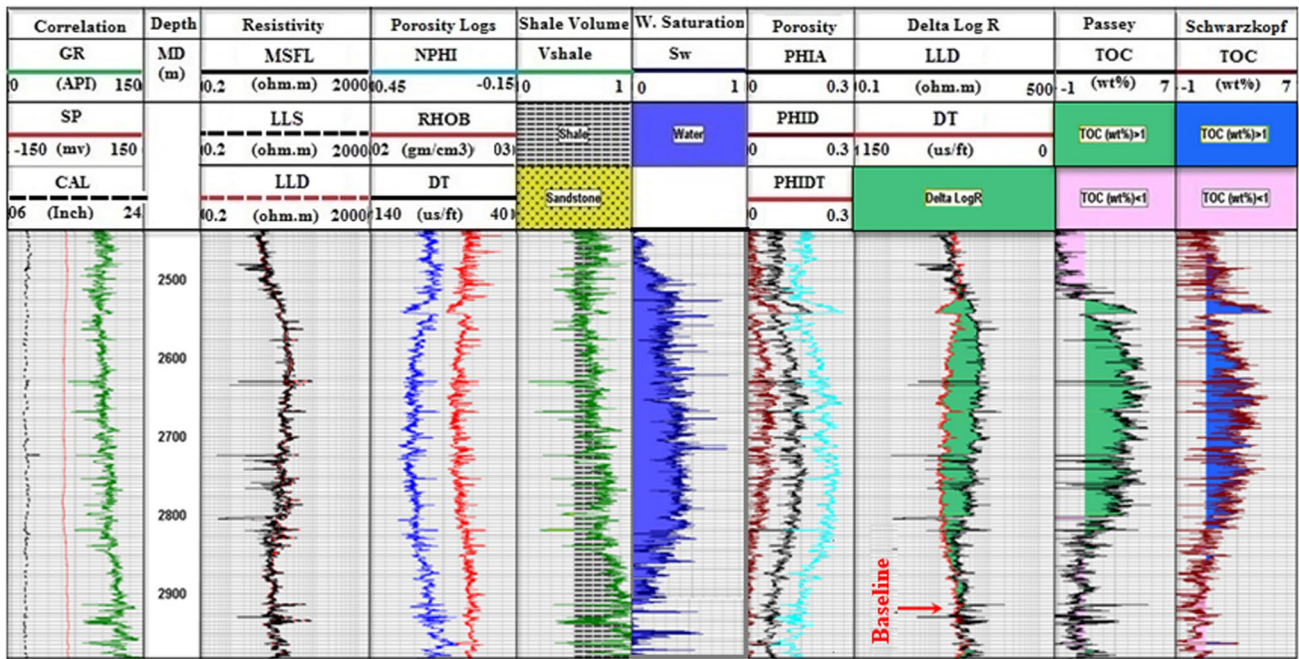 Correlation Depth Resistivity Porosity Logs Shale Volume W. Saturation Porosity Delta Log R Passey Schwarzkopf
GR MD MSFL NPHI Vshale Sw PHIA LLD TOC TOC
0 (API) 150 (m) 0.2 (ohm.m) 2000 0.45 -0.15 0 1 0 1 0 0.3 0.1 (ohm.m) 500 -1 (wt%) 7 -1 (wt%) 7
SP LLS RHOB Shale Water PHID DT TOC (wt%)>1 TOC (wt%)>1
-150 (mv) 150 0.2 (ohm.m) 2000 02 (gm/cm3) 03 0 0.3 150 (us/ft) 0
CAL LLD DT Sandstone PHIDT Delta LogR TOC (wt%)<1 TOC (wt%)<1
06 (Inch) 24 0.2 (ohm.m) 2000 140 (us/ft) 40 0 0.3
2500
2600
2700
2800
2900
Baseline